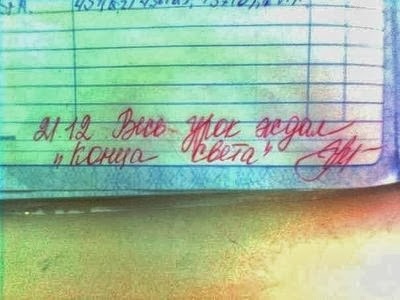 21.12 Весь урок ждал
"Конца света"